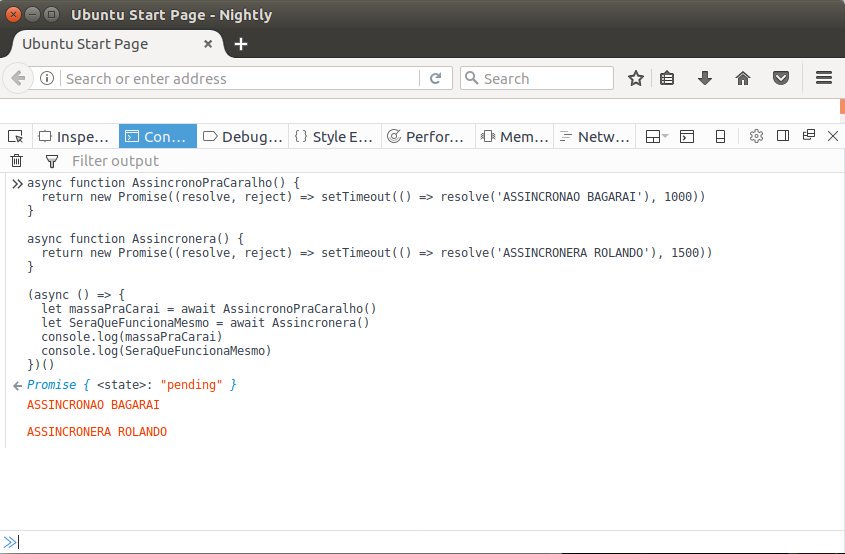 Ubuntu Start Page - Nightly
Ubuntu Start Page
Search or enter address
Search
Inspe... Con... Debug... Style E... Perfor... Mem... Netw...
Filter output
async function AssincronoPraCaralho() {
return new Promise((resolve, reject) => setTimeout(() => resolve('ASSINCRONAO BAGARAI'), 1000))
}
async function Assincronera() {
return new Promise((resolve, reject) => setTimeout(() => resolve('ASSINCRONERA ROLANDO'), 1500))
}
(async () => {
let massaPraCarai = await AssincronoPraCaralho()
let SeraQueFuncionaMesmo = await Assincronera()
console.log(massaPraCarai)
console.log(SeraQueFuncionaMesmo)
})()
Promise { <state>: "pending" }
ASSINCRONAO BAGARAI
ASSINCRONERA ROLANDO